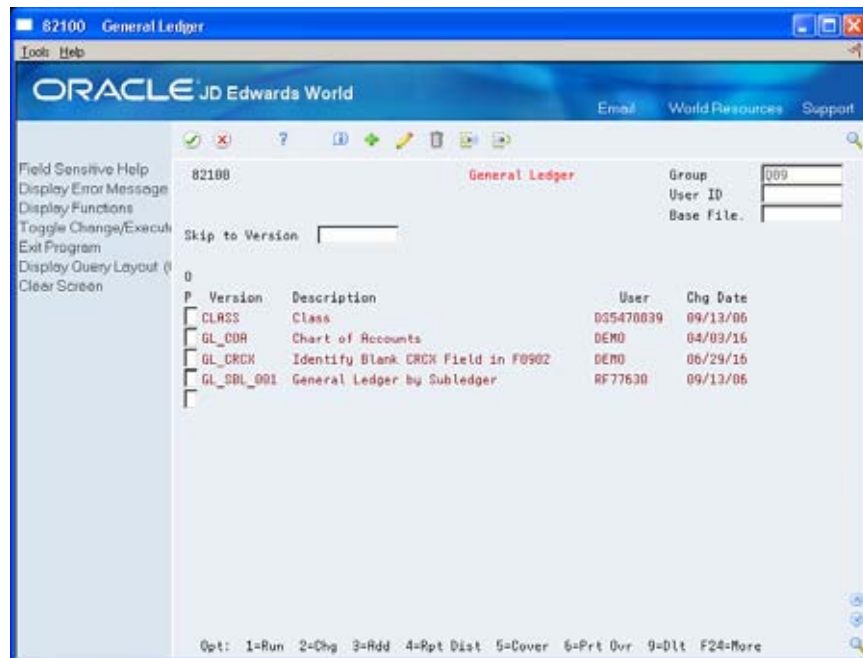 82100 General Ledger
Tools Help
ORACLE JD Edwards World
Email World Resources Support
Field Sensitive Help
Display Error Message
Display Functions
Toggle Change/Execut
Exit Program
Display Query Layout (
Clear Screen
82100 General Ledger Group Q09
User ID
Base File.
Skip to Version
O
P Version Description User Chg Date
CLASS Class DS5470039 09/13/06
GL_COA Chart of Accounts DEMO 04/03/16
GL_CRCX Identify Blank CRCX Field in F0902 DEMO 06/29/16
GL_SBL_001 General Ledger by Subledger RF77630 09/13/06
Opt: 1=Run 2=Chg 3=Add 4=Rpt Dist 5=Cover 6=Prt Ovr 9=Dlt F24=More